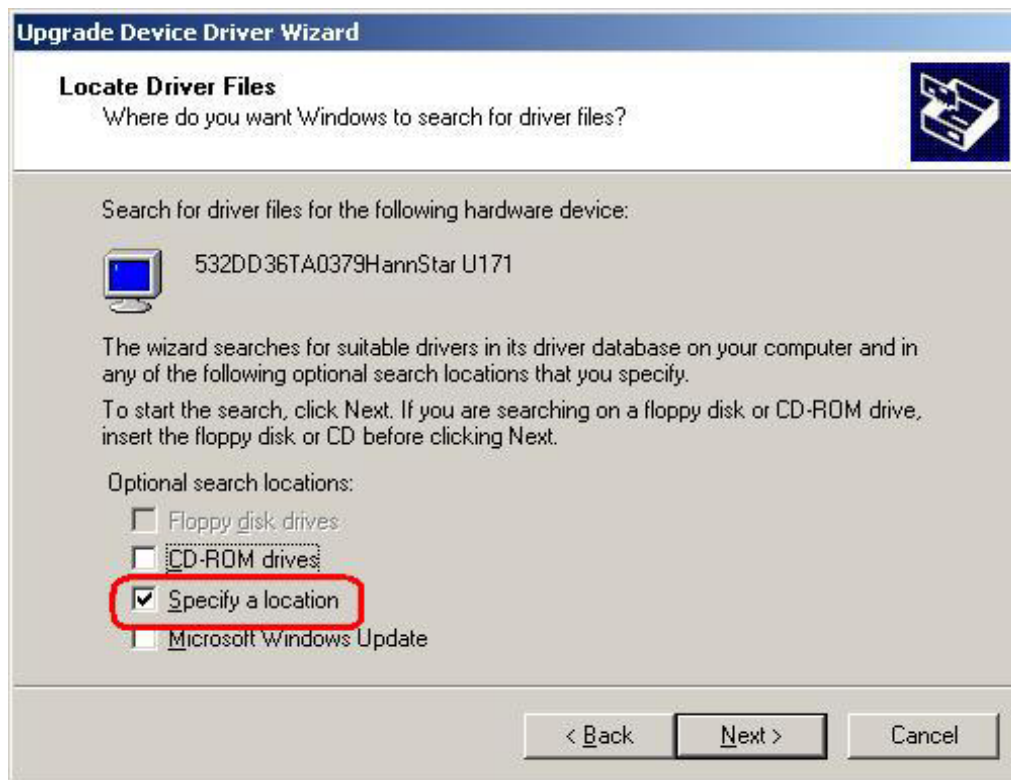 Upgrade Device Driver Wizard
Locate Driver Files
Where do you want Windows to search for driver files?
Search for driver files for the following hardware device:
532DD36TA0379HannStar U171
The wizard searches for suitable drivers in its driver database on your computer and in
any of the following optional search locations that you specify.
To start the search, click Next. If you are searching on a floppy disk or CD-ROM drive,
insert the floppy disk or CD before clicking Next.
Optional search locations:
Floppy disk drives
CD-ROM drives
Specify a location
Microsoft Windows Update
< Back Next > Cancel